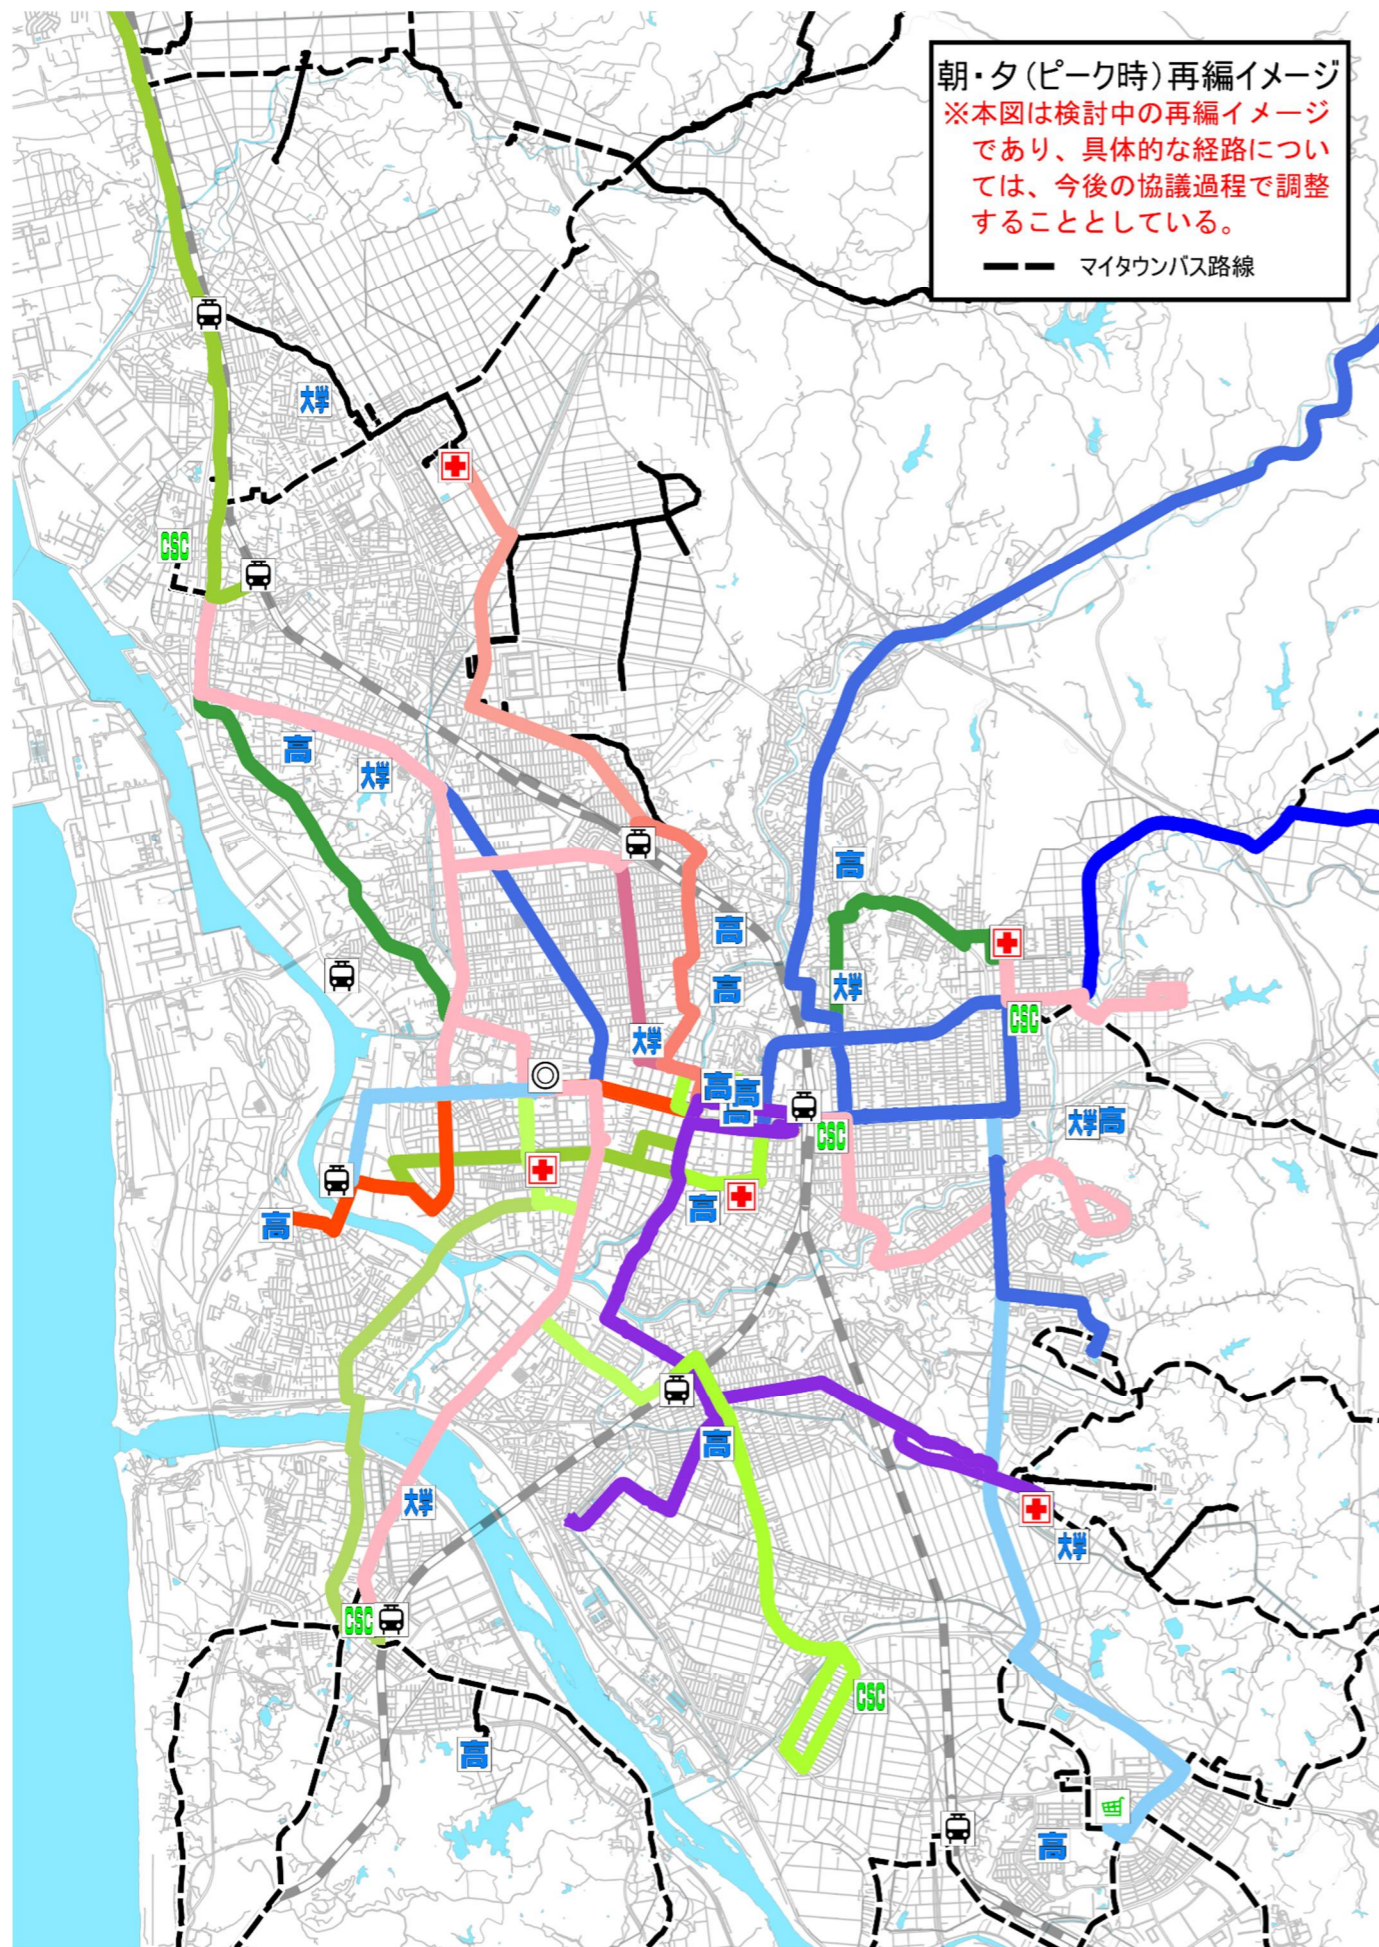 朝・夕(ピーク時)再編イメージ
※本図は検討中の再編イメージ
であり、具体的な経路につい
ては、今後の協議過程で調整
することとしている。
マイタウンバス路線
大学
CSC
高
大学
高
高
高
大学
CSC
大学
高
高
高
CSC
大学
高
高
高
高
大学
大学
CSC
CSC
高
高